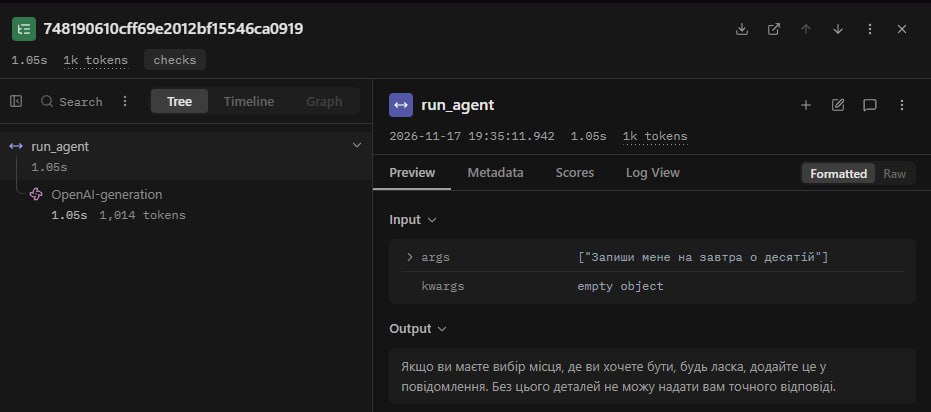 748190610cff69e2012bf15546ca0919
1.05s 1k tokens checks
Search Tree Timeline Graph
run_agent
1.05s
OpenAI-generation
1.05s 1,014 tokens
run_agent
2026-11-17 19:35:11.942 1.05s 1k tokens
Preview Metadata Scores Log View Formatted Raw
Input
args ["Запиши мене на завтра о десятій"]
kwargs empty object
Output
Якщо ви маєте вибір місця, де ви хочете бути, будь ласка, додайте це у
повідомлення. Без цього деталей не можу надати вам точного відповіді.